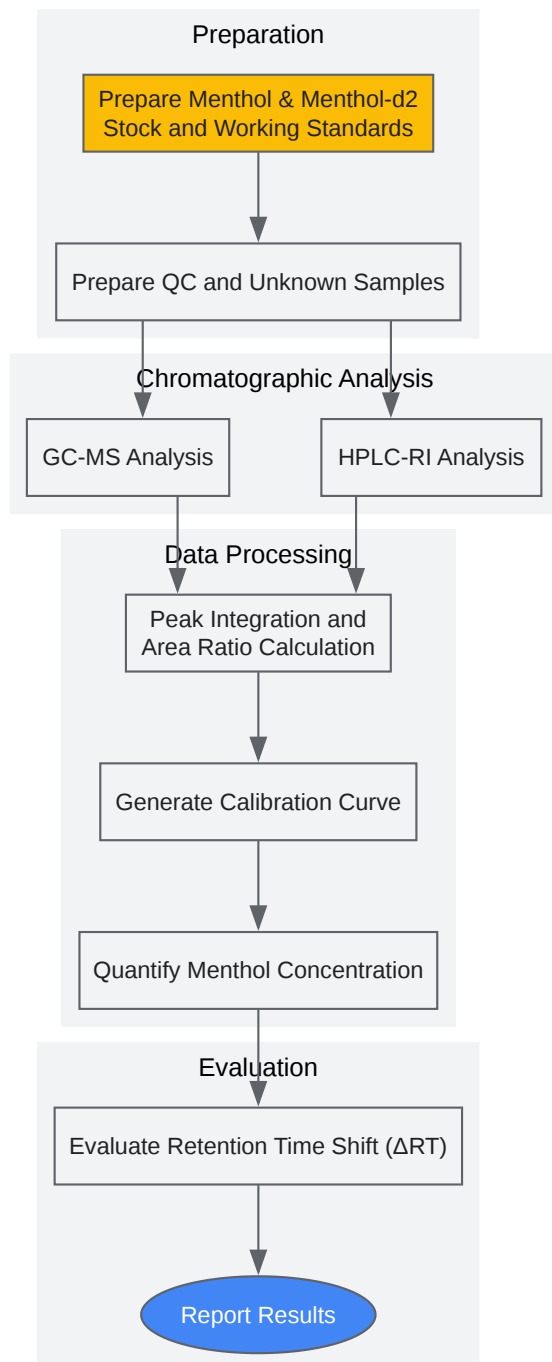 Preparation
Prepare Menthol & Menthol-d2
Stock and Working Standards
Prepare QC and Unknown Samples
Chromatographic Analysis
GC-MS Analysis
HPLC-RI Analysis
Data Processing
Peak Integration and
Area Ratio Calculation
Generate Calibration Curve
Quantify Menthol Concentration
Evaluation
Evaluate Retention Time Shift (ΔRT)
Report Results